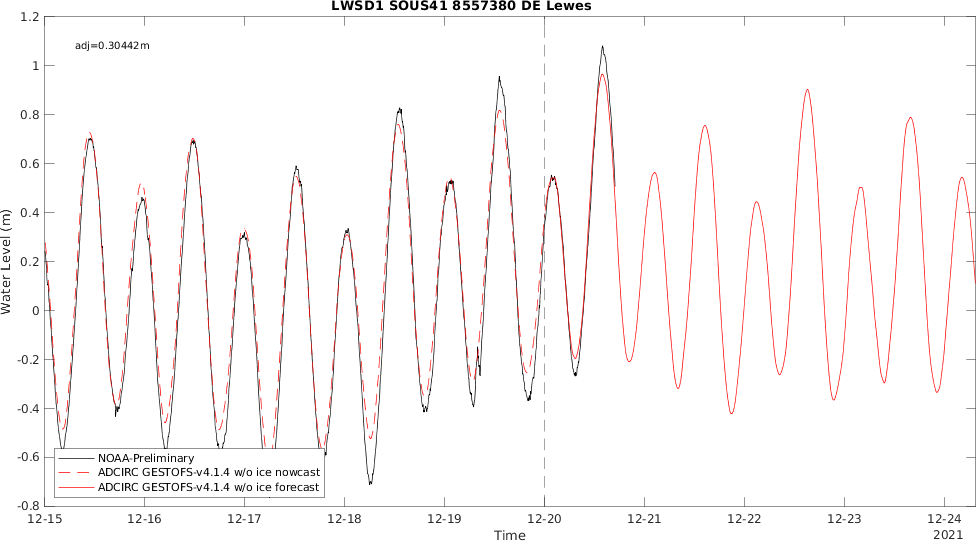 LWSD1 SOUS41 8557380 DE Lewes
adj=0.30442m
Water Level (m)
1.2
1
0.8
0.6
0.4
0.2
0
-0.2
-0.4
-0.6
-0.8
NOAA-Preliminary
ADCIRC GESTOFS-v4.1.4 w/o ice nowcast
ADCIRC GESTOFS-v4.1.4 w/o ice forecast
12-15 12-16 12-17 12-18 12-19 12-20 12-21 12-22 12-23 12-24
Time
2021